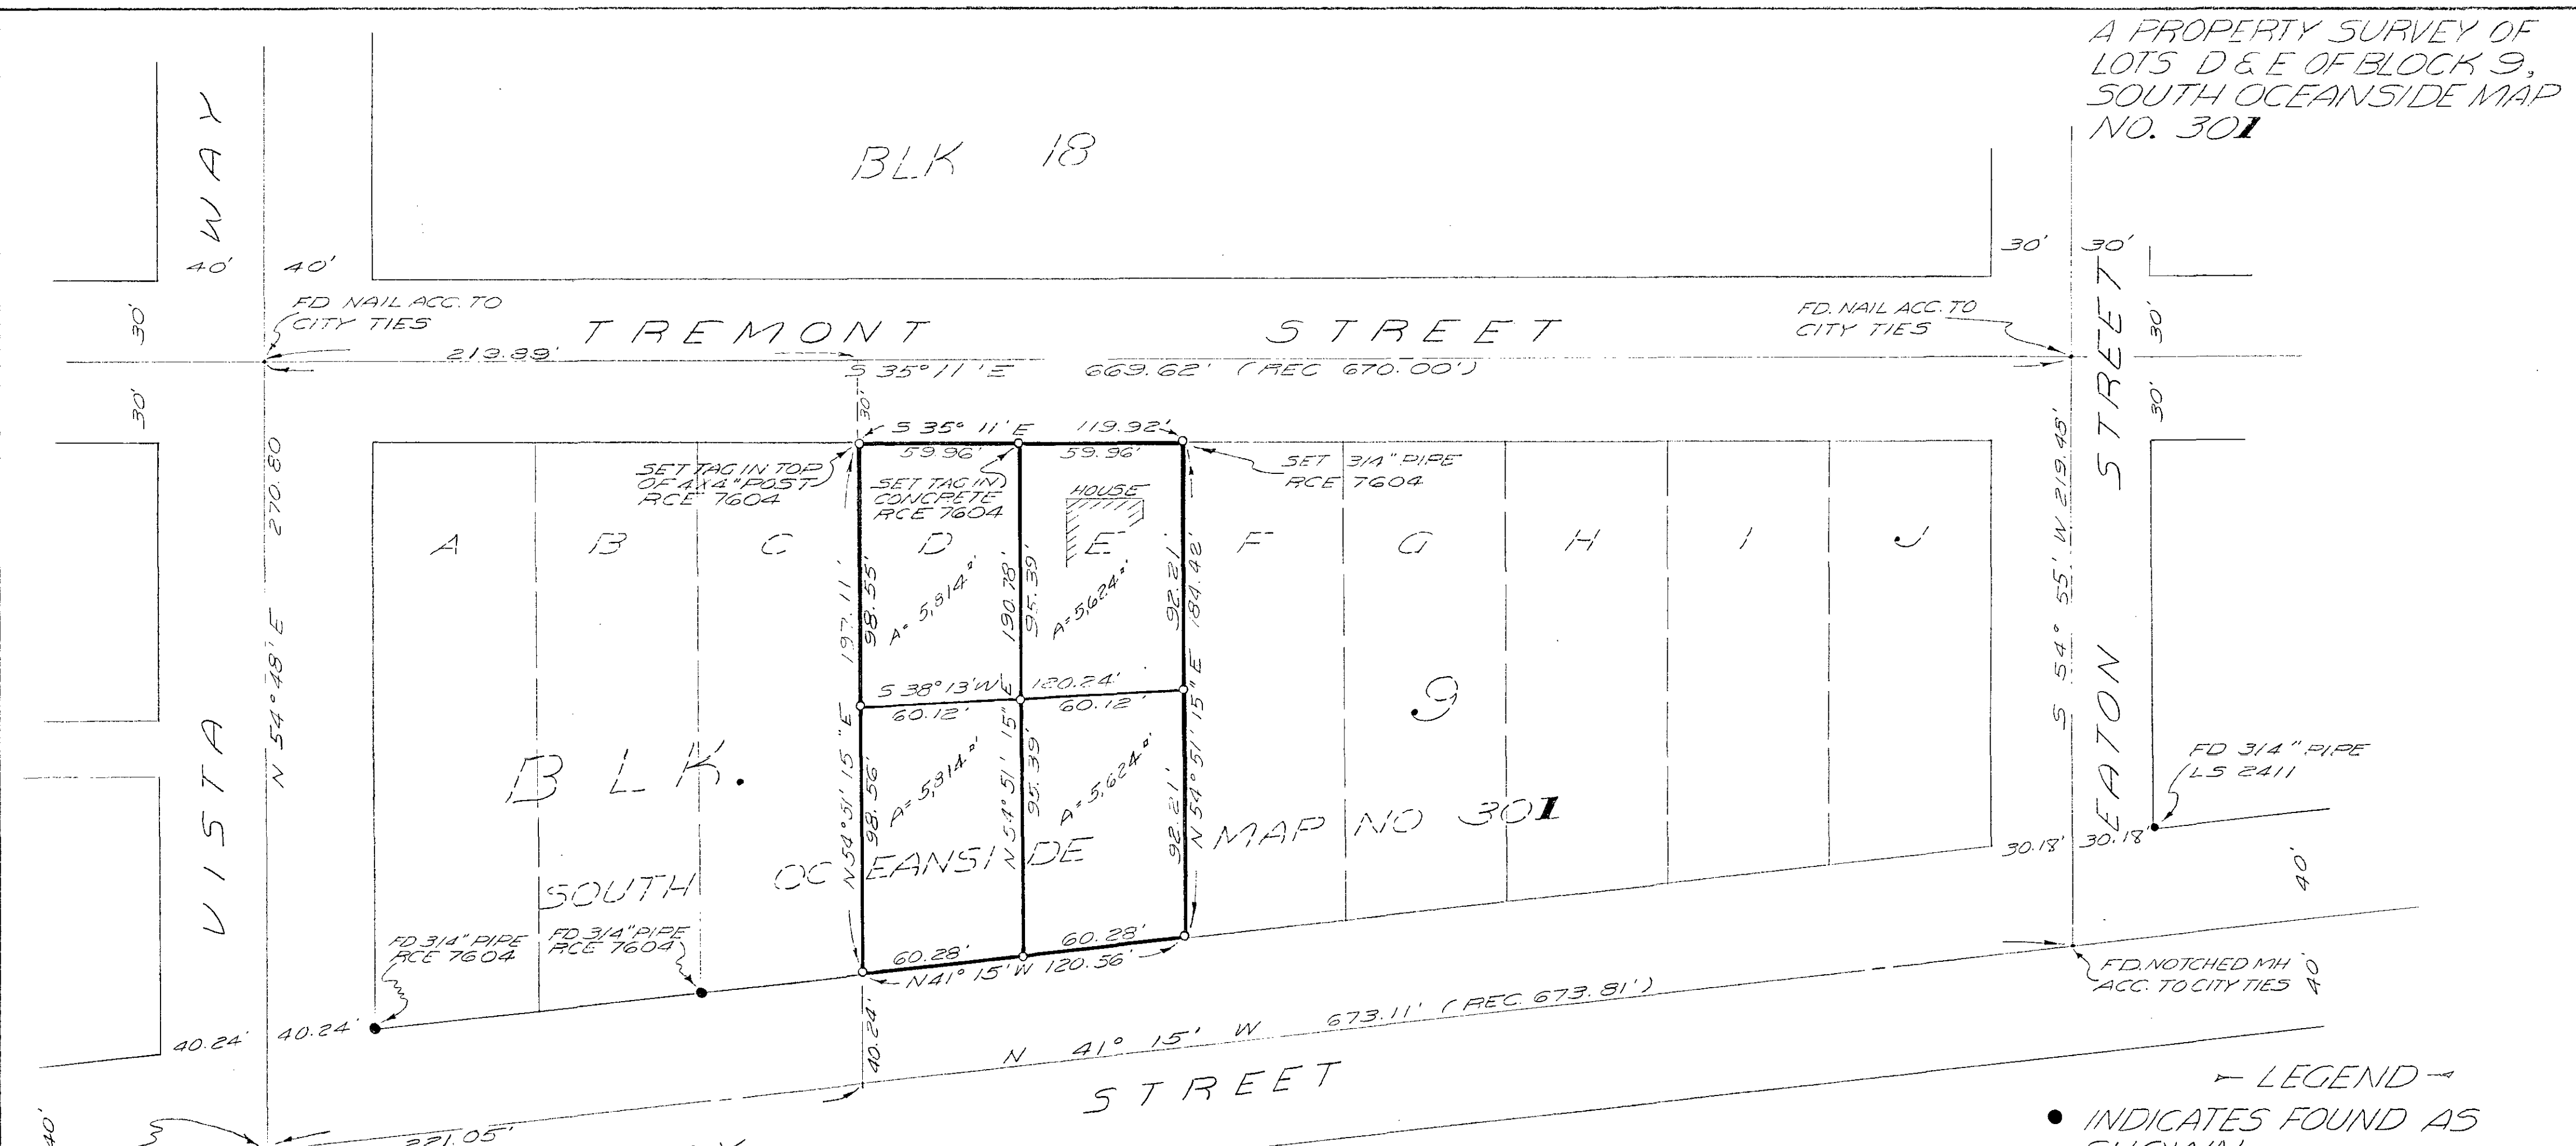 A PROPERTY SURVEY OF
LOTS D & E OF BLOCK 9,
SOUTH OCEANSIDE MAP
NO. 301
BLK 18
WAY
40' 40'
30' 30'
FD. NAIL ACC. TO
CITY TIES
FD. NAIL ACC. TO
CITY TIES
30'
30'
TREMONT STREET
219.89'
S 35° 11' E 669.62' (REC 670.00')
30'
30'
30'
STREET
S 35° 11' E 119.92'
59.96' 59.96'
SET TAG IN TOP
OF 4X4" POST
RCE 7604
SET TAG IN
CONCRETE
RCE 7604
HOUSE
SET 3/4" PIPE
RCE 7604
270.80
N 54° 48' E
S 54° 55' W 219.45'
A B C D E F G H I J
197.11'
98.55'
A= 5,814 □'
190.78'
95.39'
A= 5,624 □'
92.21'
184.42'
S 38° 13' W 120.24'
60.12' 60.12'
N 54° 51' 15" E
98.56'
A= 5,814 □'
N 54° 51' 15" E
95.39'
A= 5,624 □'
92.21'
N 54° 51' 15" E
BLK. 9
SOUTH OCEANSIDE MAP NO 301
VISTA
EATON
FD 3/4" PIPE
LS 2411
30.18' 30.18'
40'
FD 3/4" PIPE
RCE 7604
FD 3/4" PIPE
RCE 7604
60.28' 60.28'
N 41° 15' W 120.56'
FD. NOTCHED MH
ACC. TO CITY TIES
40'
40.24' 40.24'
40.24'
N 41° 15' W 673.11' (REC. 673.81')
STREET
LEGEND
● INDICATES FOUND AS
SHOWN
40'
221.05'